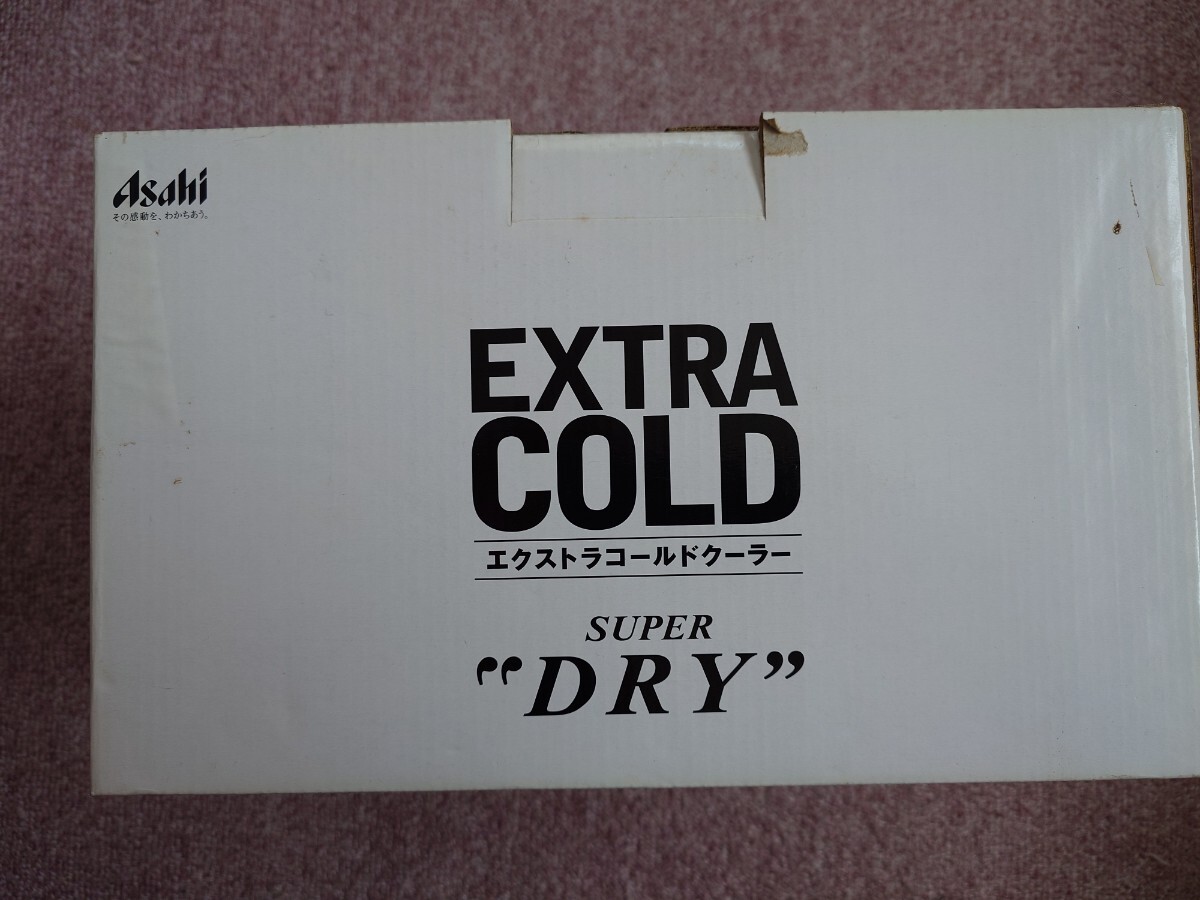 Asahi
その感動を、わかちあう。
EXTRA
COLD
エクストラコールドクーラー
SUPER
“DRY”